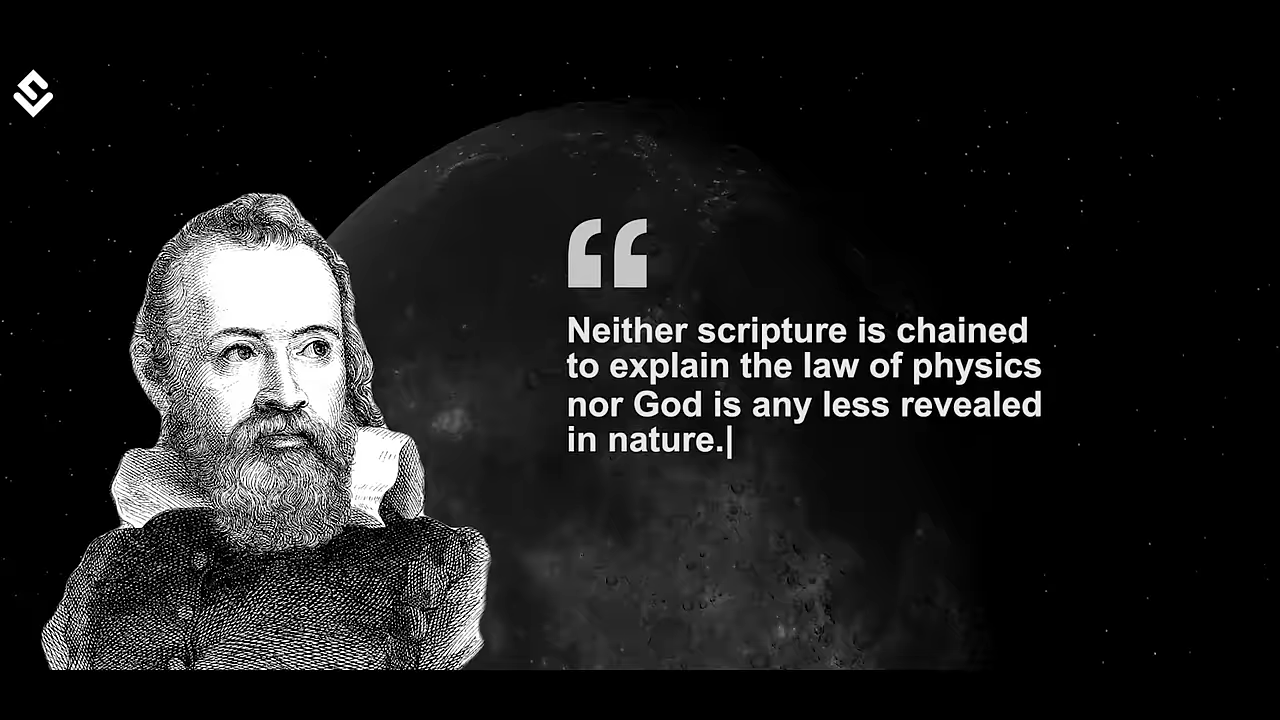 Neither scripture is chained
to explain the law of physics
nor God is any less revealed
in nature.